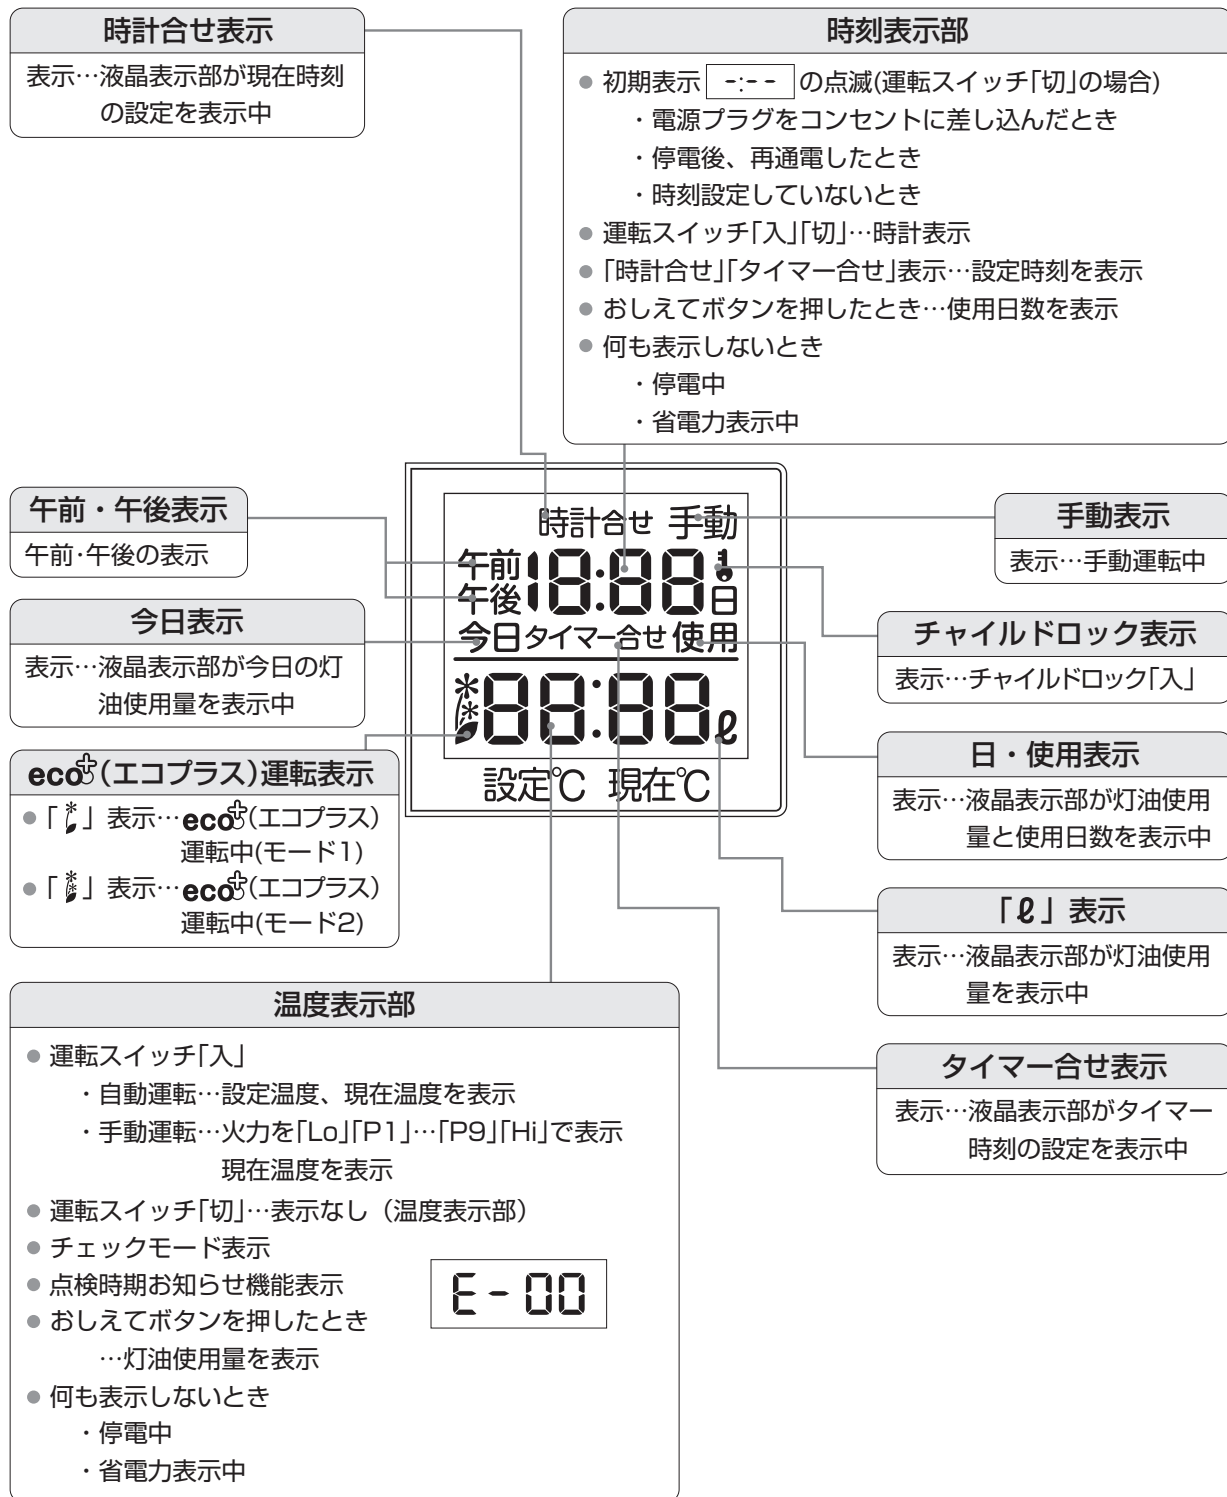 時計合せ表示
表示…液晶表示部が現在時刻
の設定を表示中
時刻表示部
● 初期表示 -:-- の点滅(運転スイッチ｢切｣の場合)
・電源プラグをコンセントに差し込んだとき
・停電後、再通電したとき
・時刻設定していないとき
● 運転スイッチ｢入｣｢切｣…時計表示
● ｢時計合せ｣｢タイマー合せ｣表示…設定時刻を表示
● おしえてボタンを押したとき…使用日数を表示
● 何も表示しないとき
・停電中
・省電力表示中
午前・午後表示
午前･午後の表示
今日表示
表示…液晶表示部が今日の灯
油使用量を表示中
eco(エコプラス)運転表示
● 「 」表示…eco(エコプラス)
運転中(モード1)
● 「 」表示…eco(エコプラス)
運転中(モード2)
時計合せ 手動
午前 18:88
午後 日
今日 タイマー合せ 使用
88:88 ℓ
設定℃ 現在℃
手動表示
表示…手動運転中
チャイルドロック表示
表示…チャイルドロック｢入｣
日・使用表示
表示…液晶表示部が灯油使用
量と使用日数を表示中
「ℓ」表示
表示…液晶表示部が灯油使用
量を表示中
タイマー合せ表示
表示…液晶表示部がタイマー
時刻の設定を表示中
温度表示部
● 運転スイッチ｢入｣
・自動運転…設定温度、現在温度を表示
・手動運転…火力を｢Lo｣｢P1｣…｢P9｣｢Hi｣で表示
現在温度を表示
● 運転スイッチ｢切｣…表示なし（温度表示部）
● チェックモード表示
● 点検時期お知らせ機能表示
E-00
● おしえてボタンを押したとき
…灯油使用量を表示
● 何も表示しないとき
・停電中
・省電力表示中